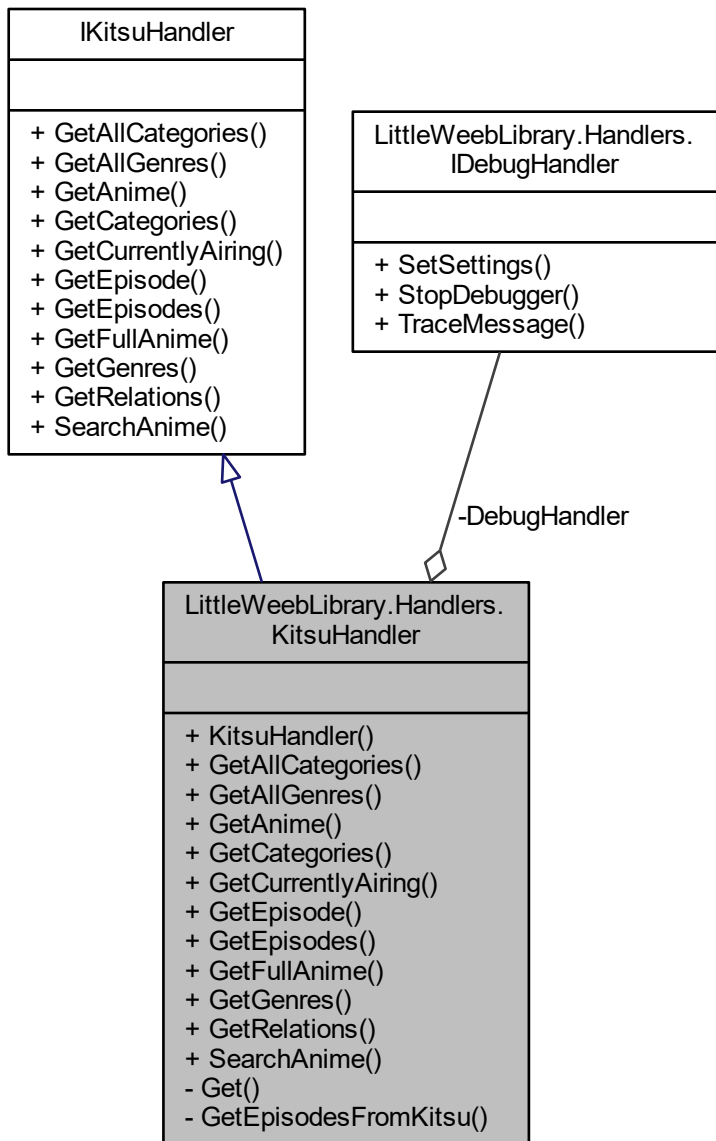 IKitsuHandler
+ GetAllCategories()
+ GetAllGenres()
+ GetAnime()
+ GetCategories()
+ GetCurrentlyAiring()
+ GetEpisode()
+ GetEpisodes()
+ GetFullAnime()
+ GetGenres()
+ GetRelations()
+ SearchAnime()
LittleWeebLibrary.Handlers.
IDebugHandler
+ SetSettings()
+ StopDebugger()
+ TraceMessage()
-DebugHandler
LittleWeebLibrary.Handlers.
KitsuHandler
+ KitsuHandler()
+ GetAllCategories()
+ GetAllGenres()
+ GetAnime()
+ GetCategories()
+ GetCurrentlyAiring()
+ GetEpisode()
+ GetEpisodes()
+ GetFullAnime()
+ GetGenres()
+ GetRelations()
+ SearchAnime()
- Get()
- GetEpisodesFromKitsu()